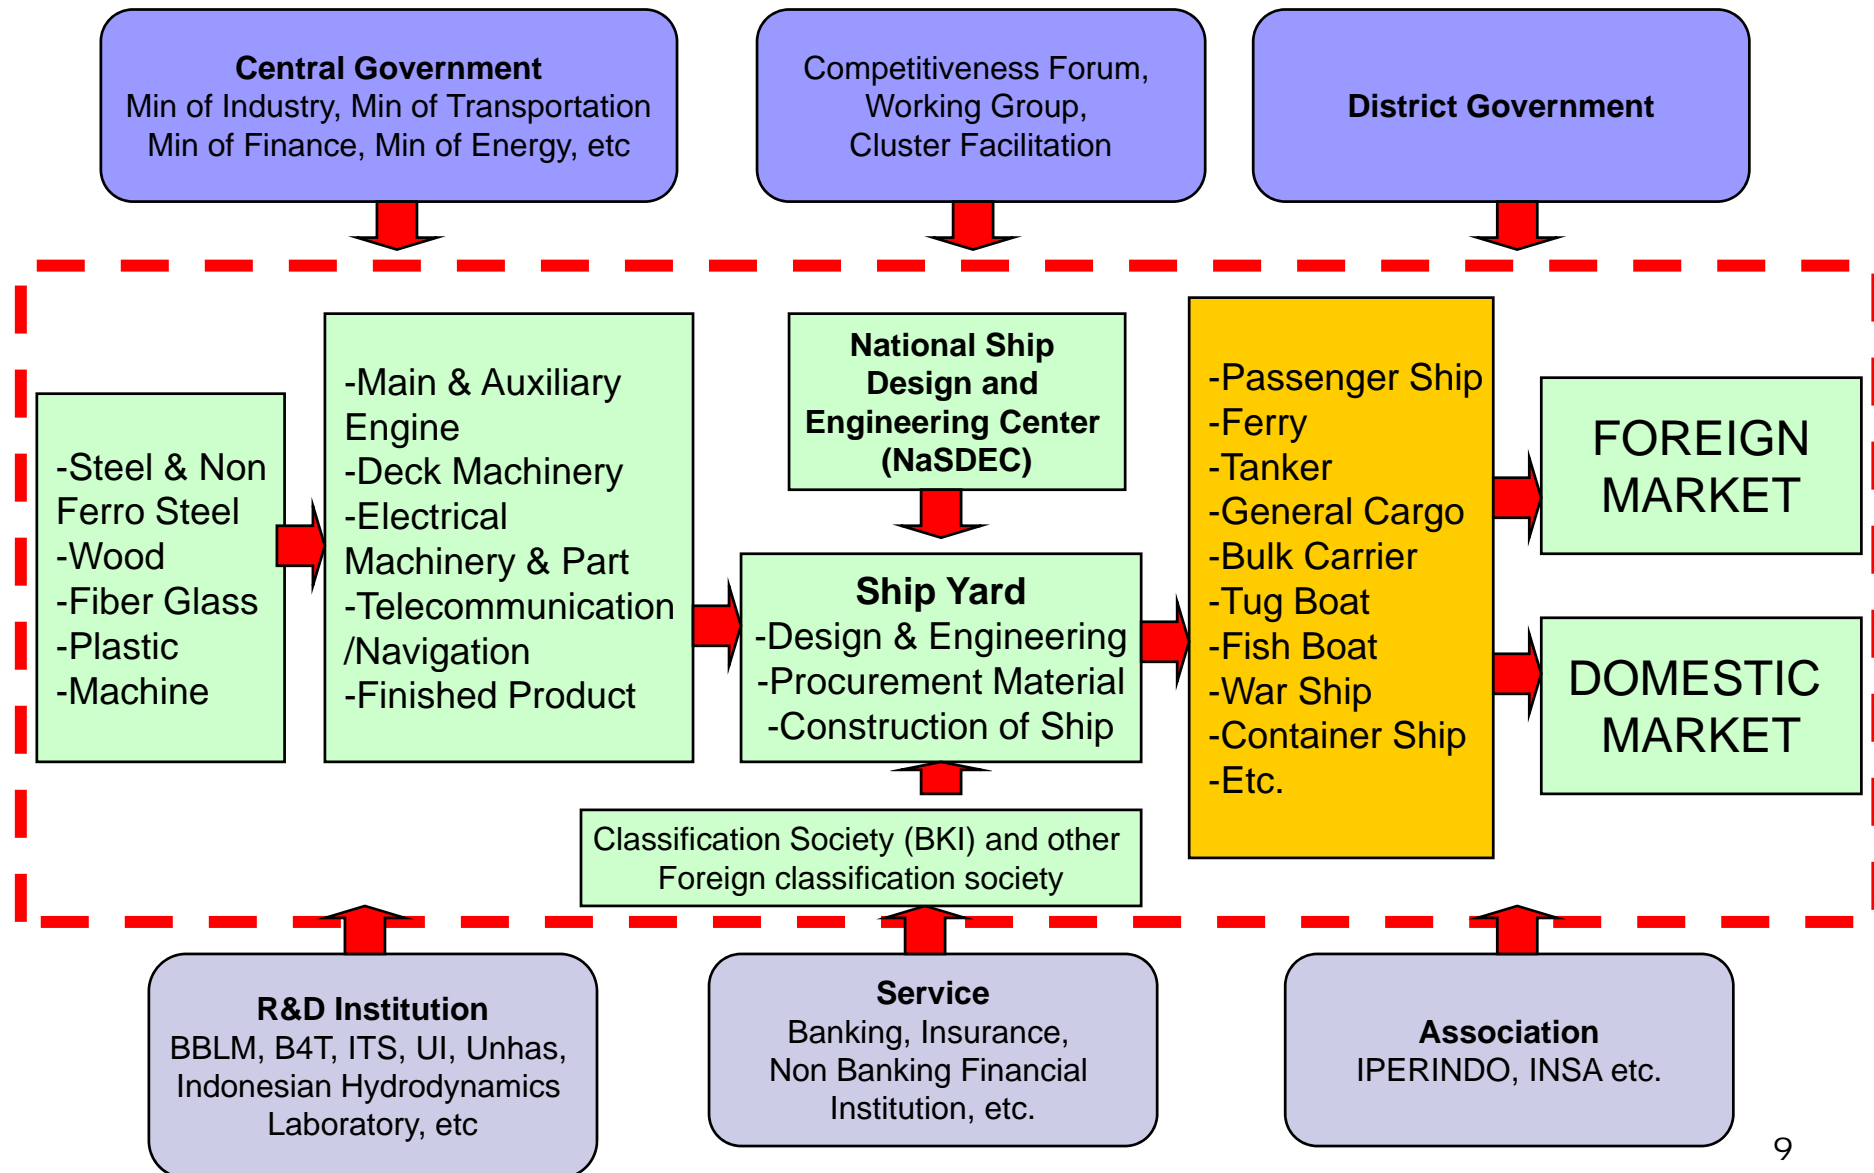 Central Government
Min of Industry, Min of Transportation
Min of Finance, Min of Energy, etc
Competitiveness Forum,
Working Group,
Cluster Facilitation
District Government
-Steel & Non
Ferro Steel
-Wood
-Fiber Glass
-Plastic
-Machine
-Main & Auxiliary
Engine
-Deck Machinery
-Electrical
Machinery & Part
-Telecommunication
/Navigation
-Finished Product
National Ship
Design and
Engineering Center
(NaSDEC)
Ship Yard
-Design & Engineering
-Procurement Material
-Construction of Ship
Classification Society (BKI) and other
Foreign classification society
-Passenger Ship
-Ferry
-Tanker
-General Cargo
-Bulk Carrier
-Tug Boat
-Fish Boat
-War Ship
-Container Ship
-Etc.
FOREIGN
MARKET
DOMESTIC
MARKET
R&D Institution
BBLM, B4T, ITS, UI, Unhas,
Indonesian Hydrodynamics
Laboratory, etc
Service
Banking, Insurance,
Non Banking Financial
Institution, etc.
Association
IPERINDO, INSA etc.
9